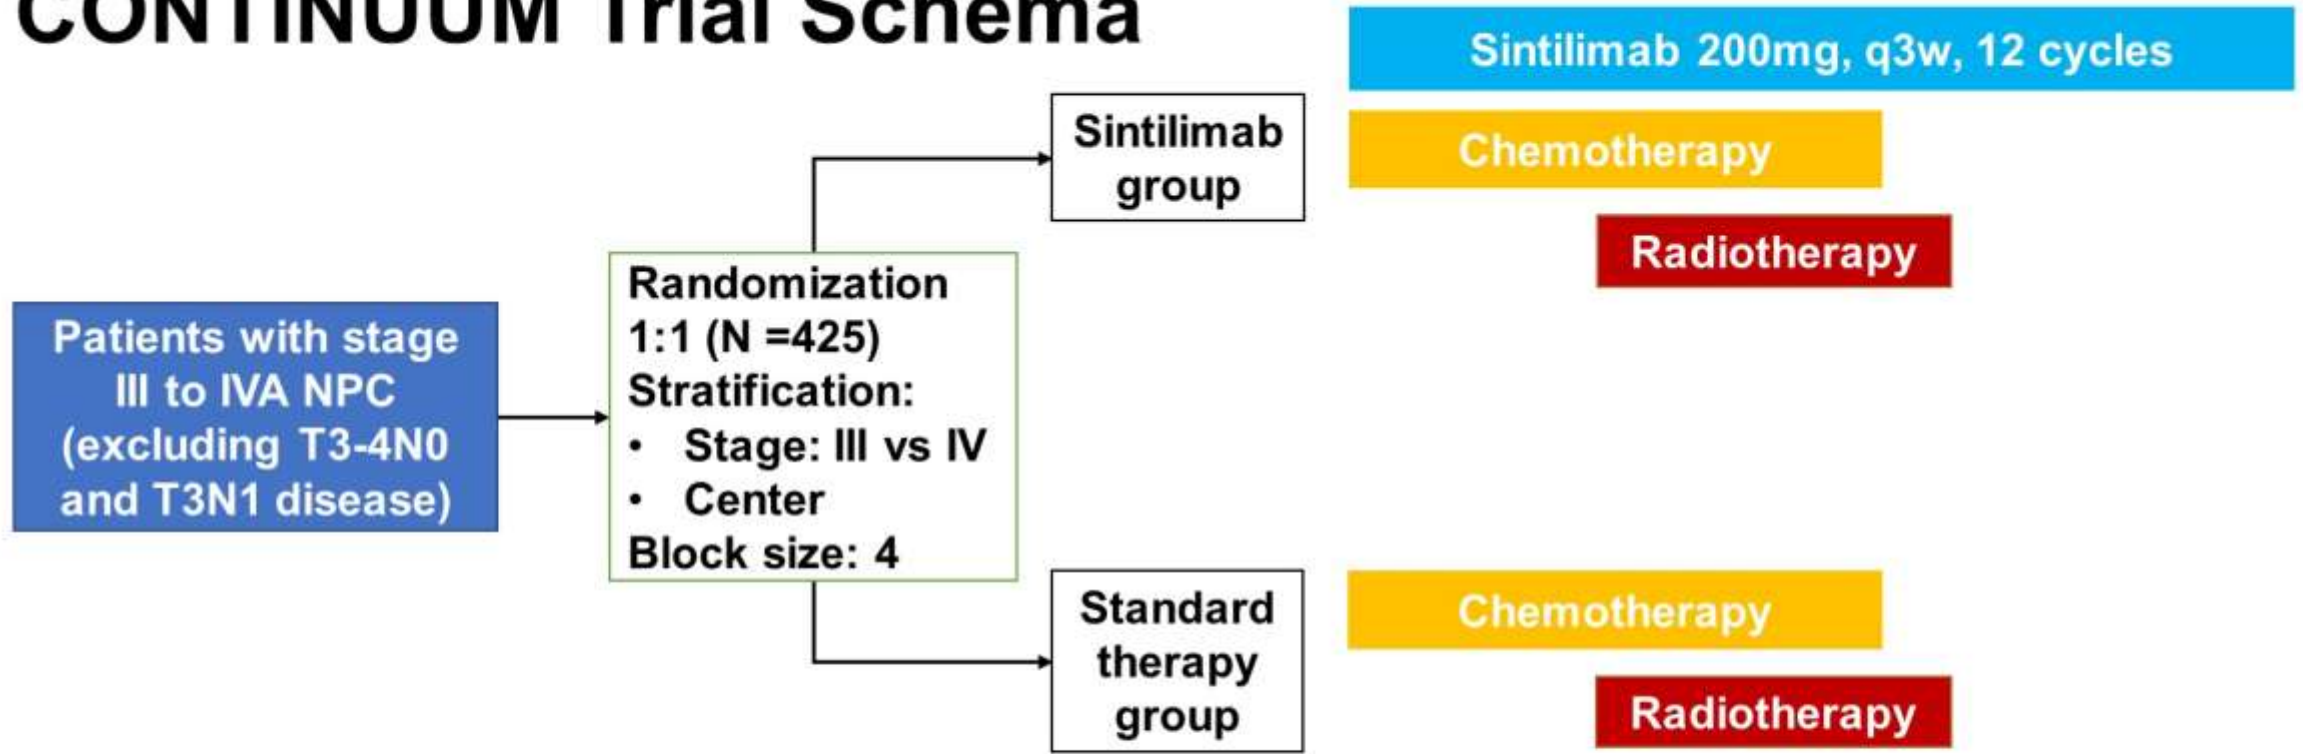 CONTINUUM Trial Schema
Sintilimab 200mg, q3w, 12 cycles
Sintilimab
group
Chemotherapy
Radiotherapy
Patients with stage
III to IVA NPC
(excluding T3-4N0
and T3N1 disease)
Randomization
1:1 (N =425)
Stratification:
• Stage: III vs IV
• Center
Block size: 4
Standard
therapy
group
Chemotherapy
Radiotherapy